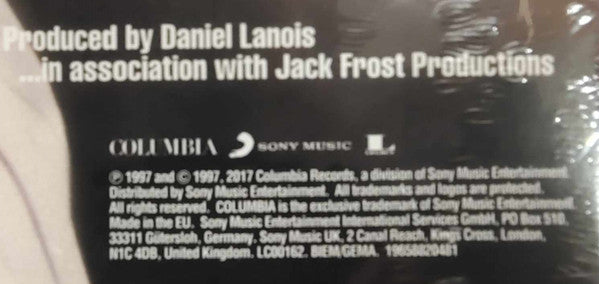 Produced by Daniel Lanois
...in association with Jack Frost Productions
COLUMBIA SONY MUSIC
℗ 1997 and © 1997, 2017 Columbia Records, a division of Sony Music Entertainment.
Distributed by Sony Music Entertainment. All trademarks and logos are protected.
All rights reserved. COLUMBIA is the exclusive trademark of Sony Music Entertainment.
Made in the EU. Sony Music Entertainment International Services GmbH, PO Box 510,
33311 Gütersloh, Germany. Sony Music UK, 2 Canal Reach, Kings Cross, London,
N1C 4DB, United Kingdom. LC00162. BIEM/GEMA. 19658820481